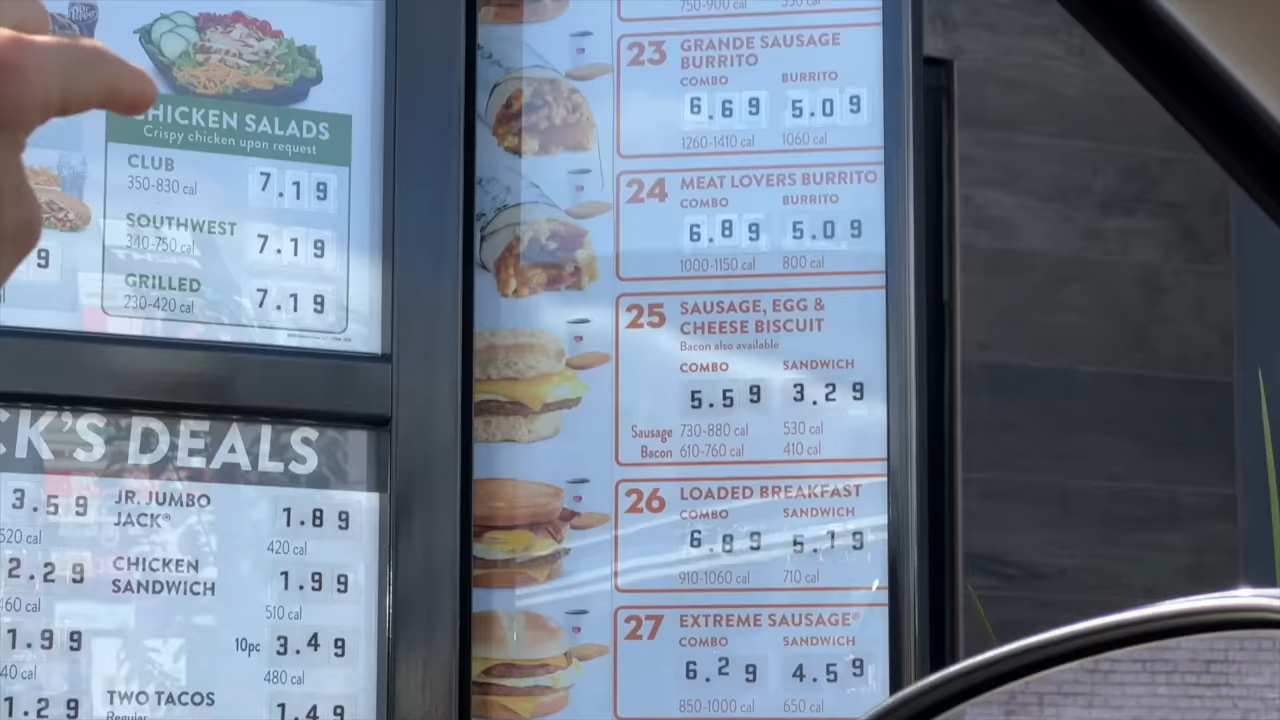 Dr Pepper
CHICKEN SALADS
Crispy chicken upon request
CLUB
350-830 cal
7.19
SOUTHWEST
340-750 cal
7.19
GRILLED
230-420 cal
7.19
9
CK'S DEALS
3.59
520 cal
JR. JUMBO
JACK®
1.89
420 cal
2.29
460 cal
CHICKEN
SANDWICH
1.99
510 cal
1.99
40 cal
10pc 3.49
480 cal
1.29
TWO TACOS
Regular
1.49
750-900 cal 550 cal
23 GRANDE SAUSAGE
BURRITO
COMBO BURRITO
6.69 5.09
1260-1410 cal 1060 cal
24 MEAT LOVERS BURRITO
COMBO BURRITO
6.89 5.09
1000-1150 cal 800 cal
25 SAUSAGE, EGG &
CHEESE BISCUIT
Bacon also available
COMBO SANDWICH
5.59 3.29
Sausage 730-880 cal 530 cal
Bacon 610-760 cal 410 cal
26 LOADED BREAKFAST
COMBO SANDWICH
6.89 5.19
910-1060 cal 710 cal
27 EXTREME SAUSAGE®
COMBO SANDWICH
6.29 4.59
850-1000 cal 650 cal